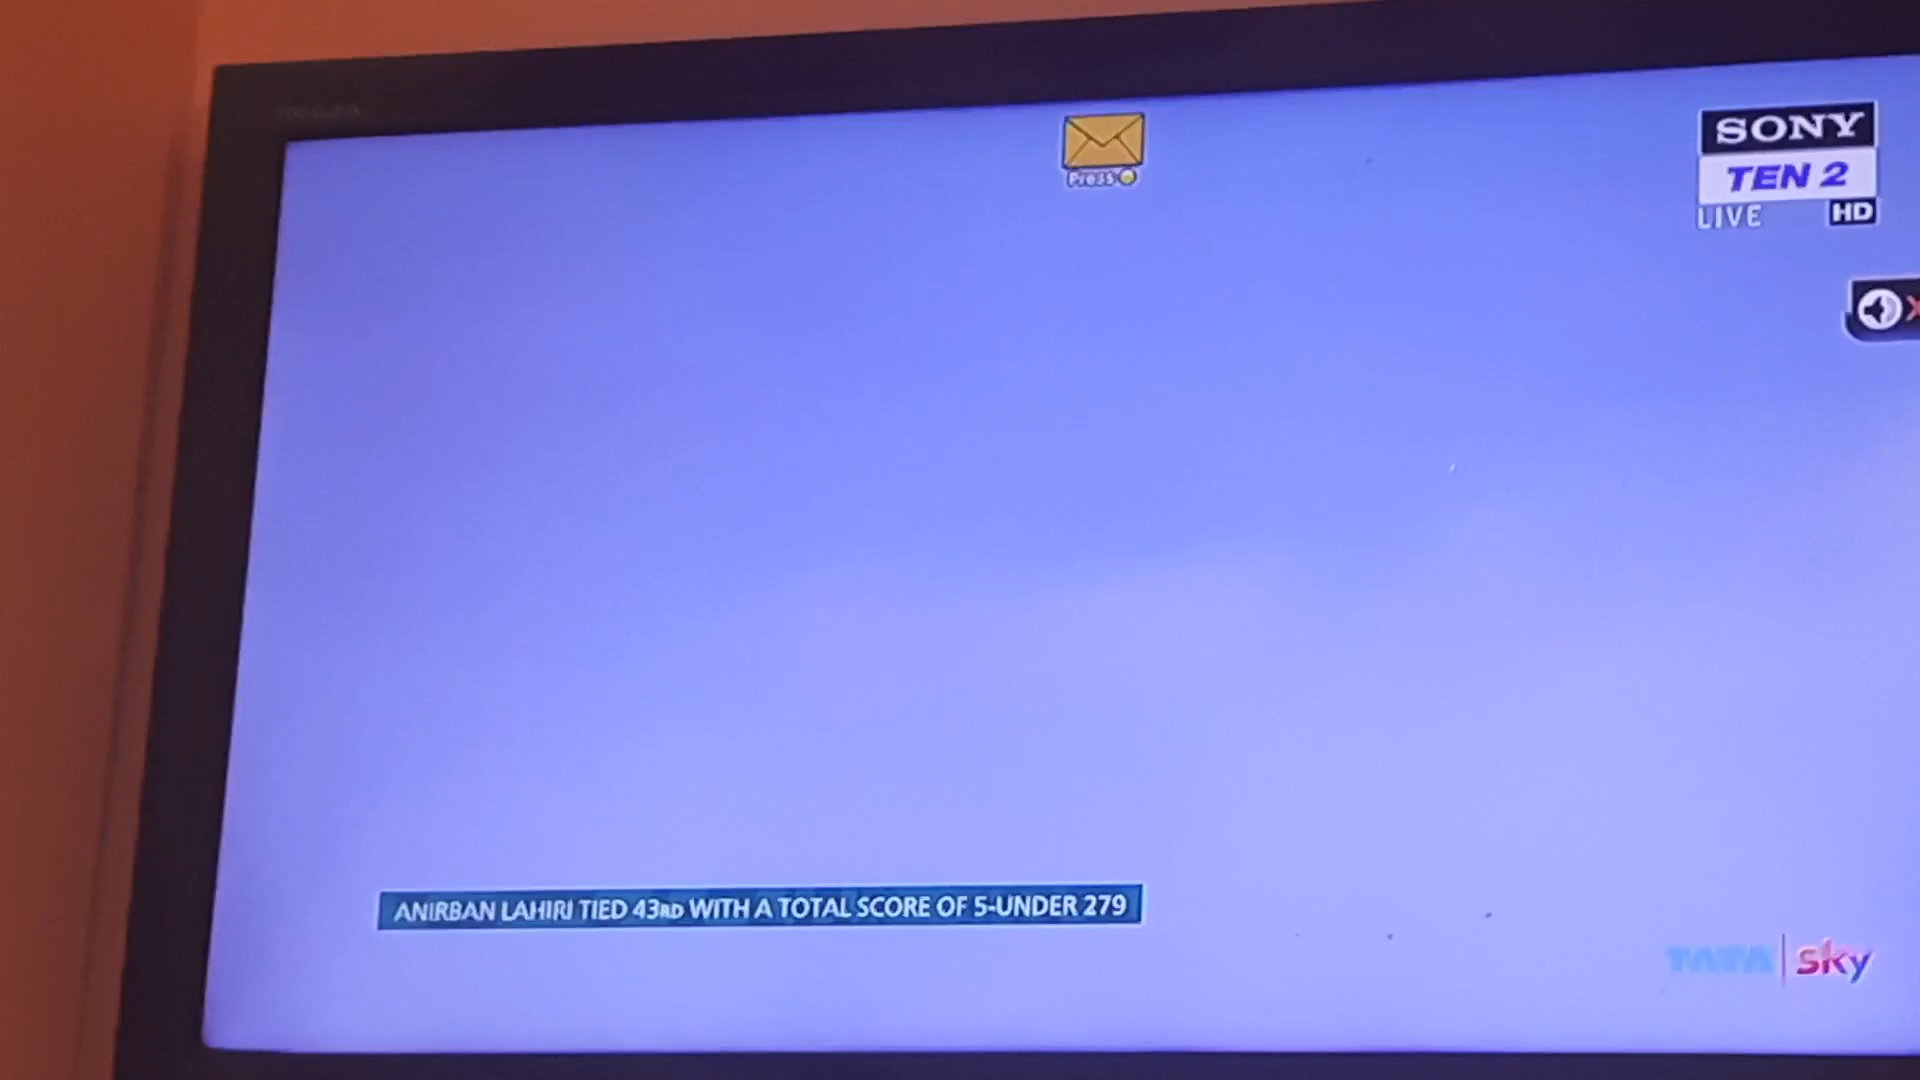 Press
SONY
TEN 2
LIVE HD
ANIRBAN LAHIRI TIED 43RD WITH A TOTAL SCORE OF 5-UNDER 279
TATA sky